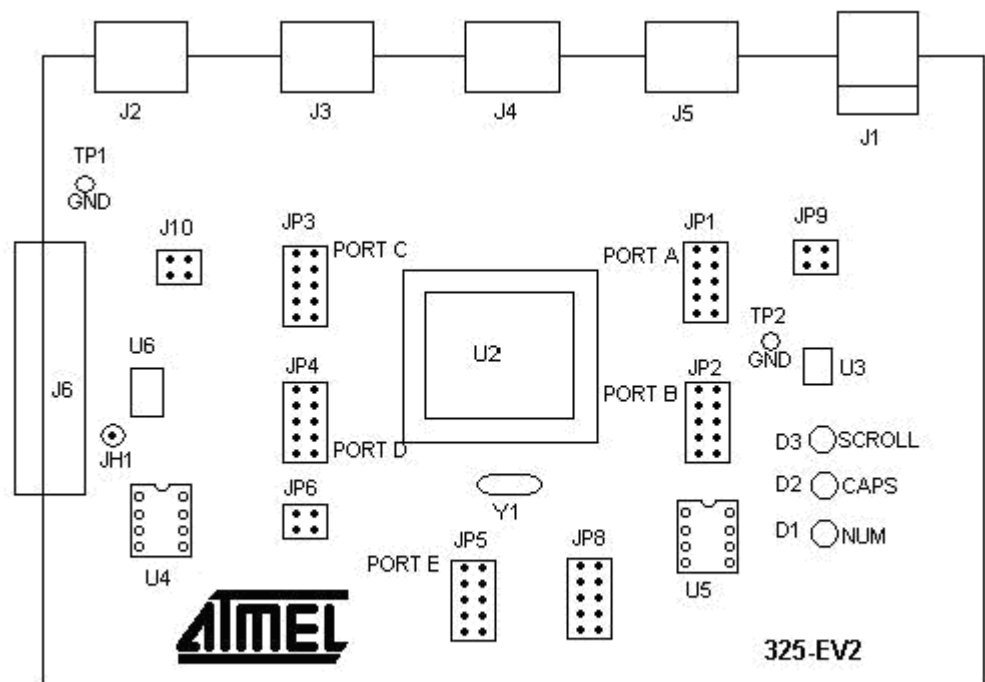 J2
J3
J4
J5
J1
TP1
GND
J10
JP3
PORT C
JP1
PORT A
JP9
TP2
GND
U2
U6
J6
JP4
PORT D
JP2
PORT B
U3
JH1
D3 SCROLL
D2 CAPS
D1 NUM
JP6
Y1
U4
PORT E
JP5
JP8
U5
ATMEL
325-EV2